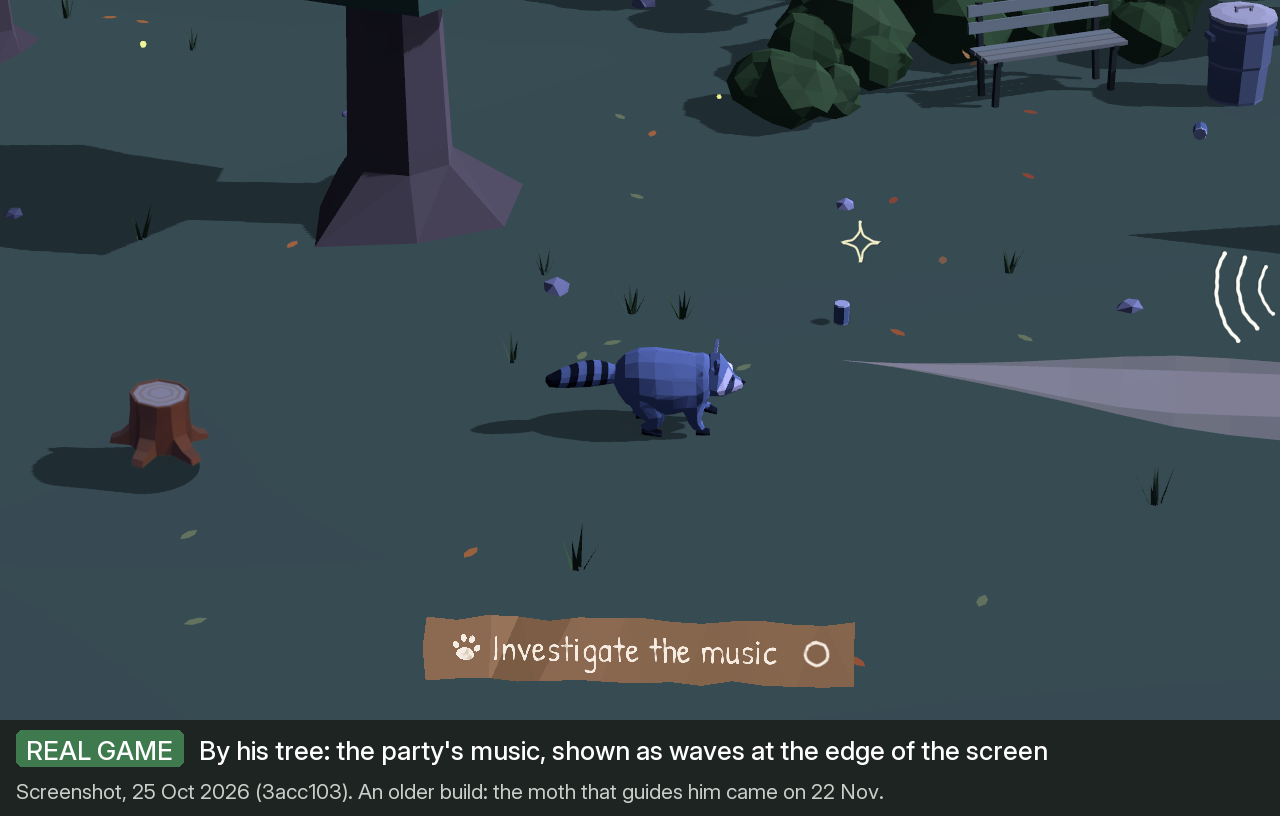 Investigate the music
REAL GAME By his tree: the party's music, shown as waves at the edge of the screen
Screenshot, 25 Oct 2026 (3acc103). An older build: the moth that guides him came on 22 Nov.